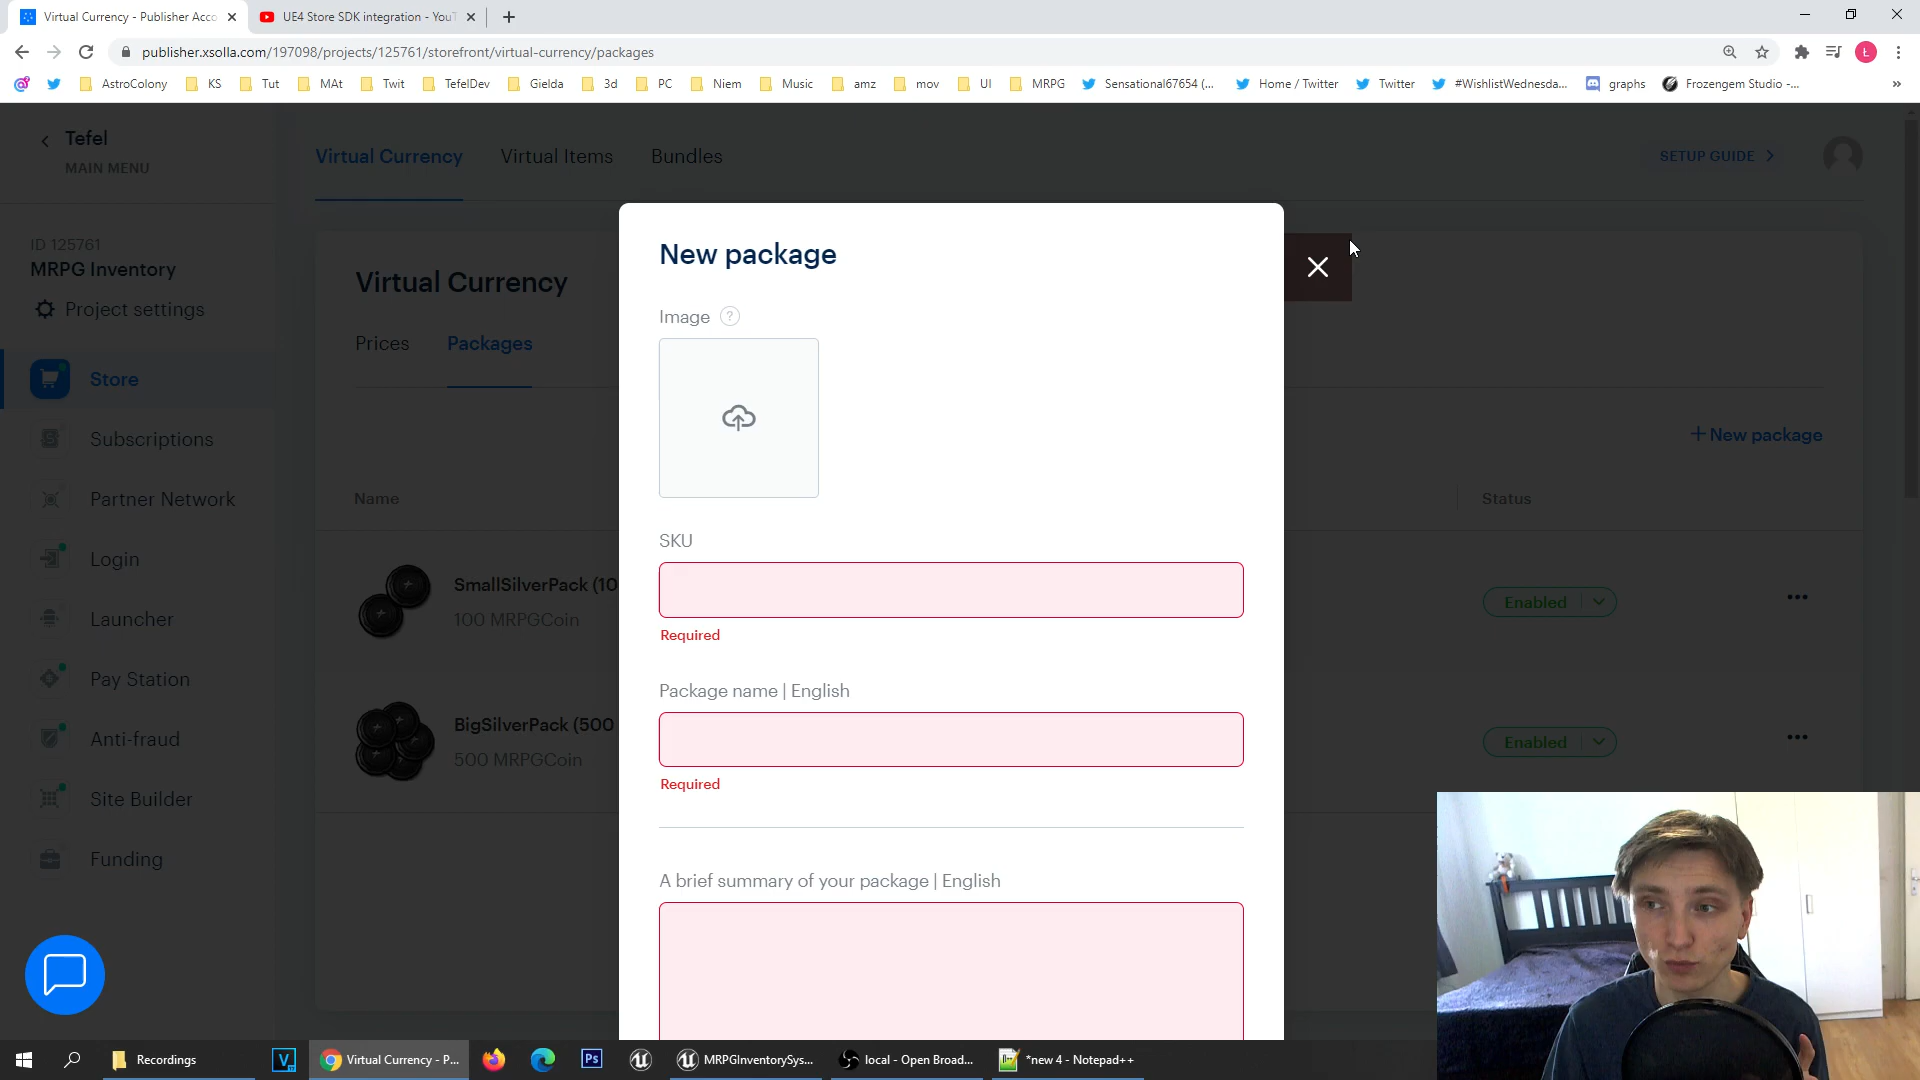 Virtual Currency - Publisher Acco
UE4 Store SDK integration - YouT
publisher.xsolla.com/197098/projects/125761/storefront/virtual-currency/packages
AstroColony
KS
Tut
MAt
Twit
TefelDev
Gielda
3d
PC
Niem
Music
amz
mov
UI
MRPG
Sensational67654 (...
Home / Twitter
Twitter
#WishlistWednesda...
graphs
Frozengem Studio -...
»
Tefel
MAIN MENU
Virtual Currency
Virtual Items
Bundles
SETUP GUIDE
ID 125761
MRPG Inventory
Project settings
Store
Subscriptions
Partner Network
Login
Launcher
Pay Station
Anti-fraud
Site Builder
Funding
Virtual Currency
Prices
Packages
+ New package
Name
Status
SmallSilverPack (10
100 MRPGCoin
Enabled
BigSilverPack (500
500 MRPGCoin
Enabled
New package
Image ?
SKU
Required
Package name | English
Required
A brief summary of your package | English
Recordings
Virtual Currency - P...
Ps
MRPGInventorySys...
local - Open Broad...
*new 4 - Notepad++